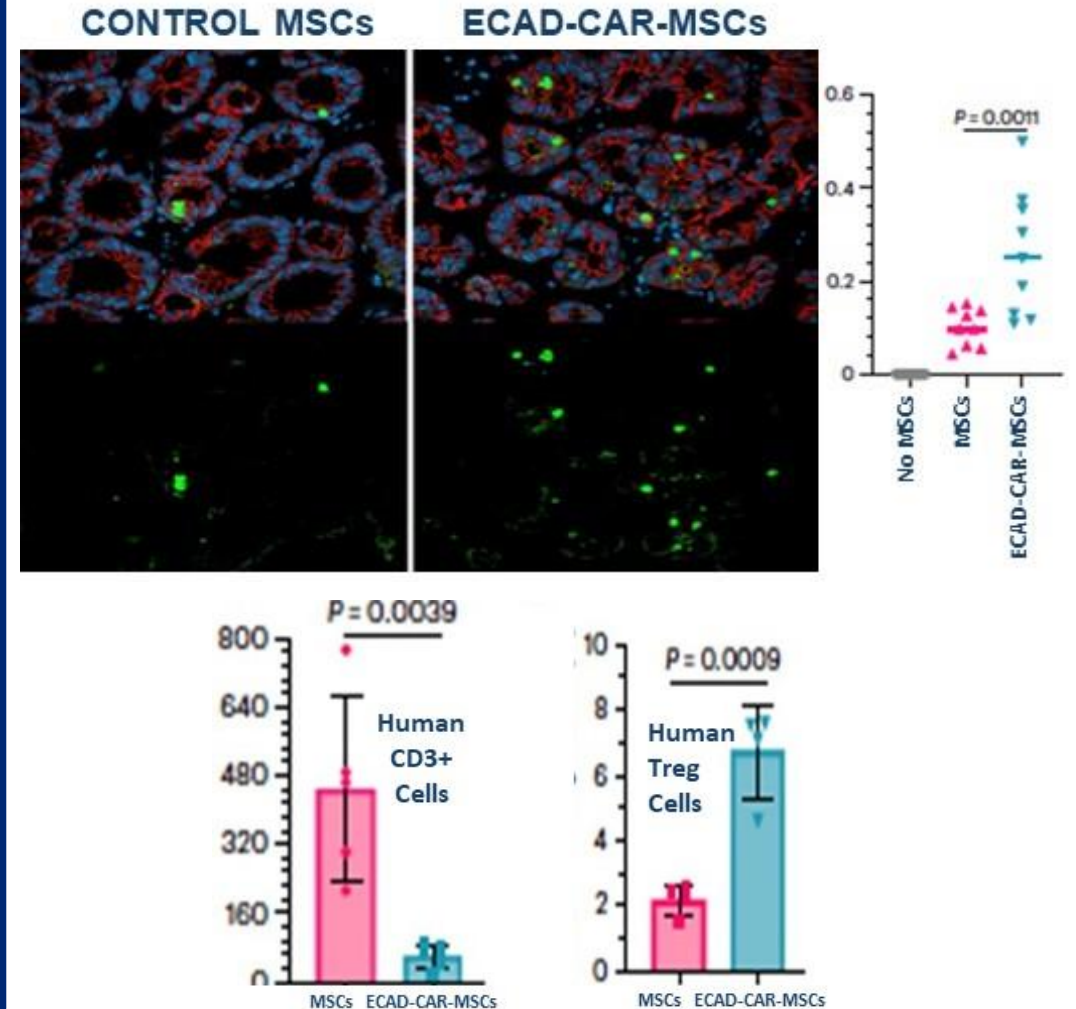 CONTROL MSCs
ECAD-CAR-MSCs
0.6
0.4
0.2
0
P = 0.0011
No MSCs
MSCs
ECAD-CAR-MSCs
P = 0.0039
800
640
480
320
160
0
Human
CD3+
Cells
MSCs ECAD-CAR-MSCs
10
8
6
4
2
0
P = 0.0009
Human
Treg
Cells
MSCs ECAD-CAR-MSCs